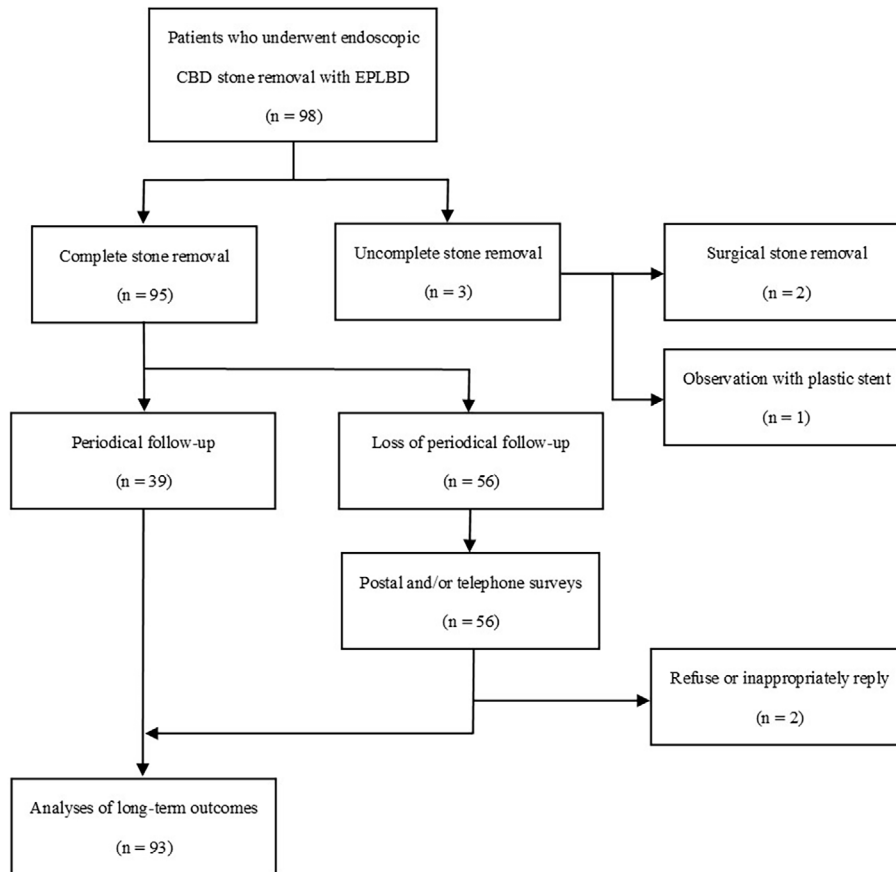 Patients who underwent endoscopic
CBD stone removal with EPLBD
(n = 98)
Complete stone removal
(n = 95)
Uncomplete stone removal
(n = 3)
Surgical stone removal
(n = 2)
Observation with plastic stent
(n = 1)
Periodical follow-up
(n = 39)
Loss of periodical follow-up
(n = 56)
Postal and/or telephone surveys
(n = 56)
Refuse or inappropriately reply
(n = 2)
Analyses of long-term outcomes
(n = 93)